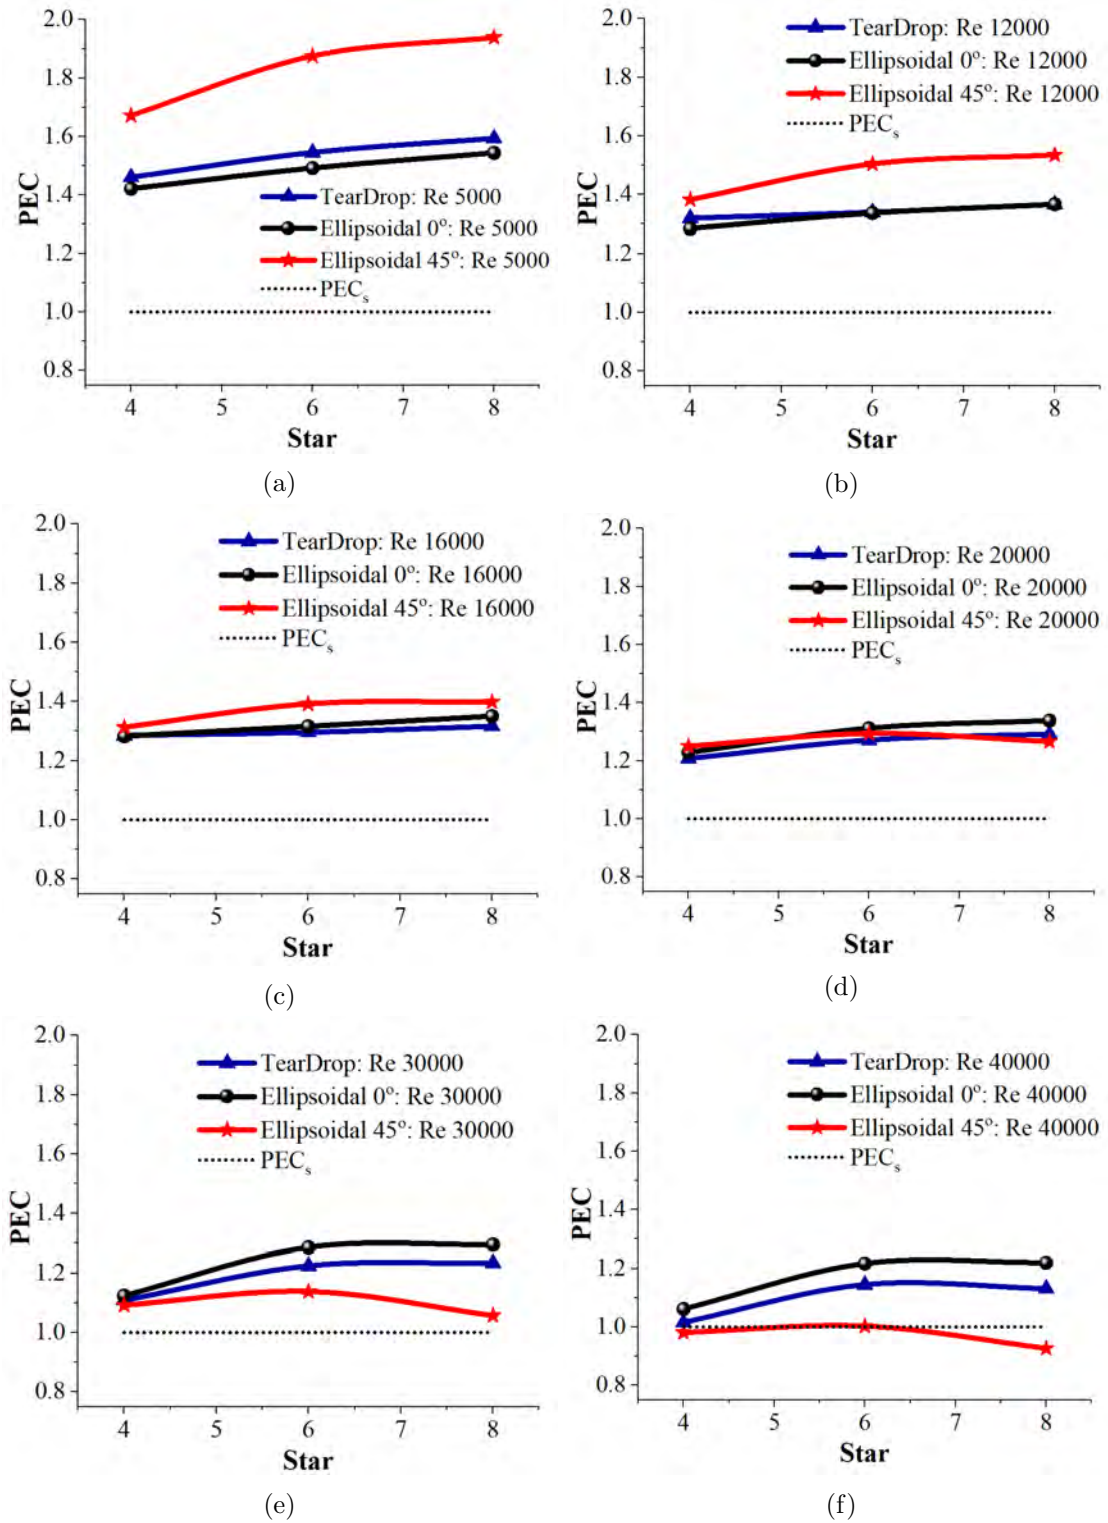 2.0
1.8
1.6
1.4
1.2
1.0
0.8
PEC
TearDrop: Re 5000
Ellipsoidal 0°: Re 5000
Ellipsoidal 45°: Re 5000
PECs
4 5 6 7 8
Star
(a)
2.0
1.8
1.6
1.4
1.2
1.0
0.8
PEC
TearDrop: Re 12000
Ellipsoidal 0°: Re 12000
Ellipsoidal 45°: Re 12000
PECs
4 5 6 7 8
Star
(b)
2.0
1.8
1.6
1.4
1.2
1.0
0.8
PEC
TearDrop: Re 16000
Ellipsoidal 0°: Re 16000
Ellipsoidal 45°: Re 16000
PECs
4 5 6 7 8
Star
(c)
2.0
1.8
1.6
1.4
1.2
1.0
0.8
PEC
TearDrop: Re 20000
Ellipsoidal 0°: Re 20000
Ellipsoidal 45°: Re 20000
PECs
4 5 6 7 8
Star
(d)
2.0
1.8
1.6
1.4
1.2
1.0
0.8
PEC
TearDrop: Re 30000
Ellipsoidal 0°: Re 30000
Ellipsoidal 45°: Re 30000
PECs
4 5 6 7 8
Star
(e)
2.0
1.8
1.6
1.4
1.2
1.0
0.8
PEC
TearDrop: Re 40000
Ellipsoidal 0°: Re 40000
Ellipsoidal 45°: Re 40000
PECs
4 5 6 7 8
Star
(f)